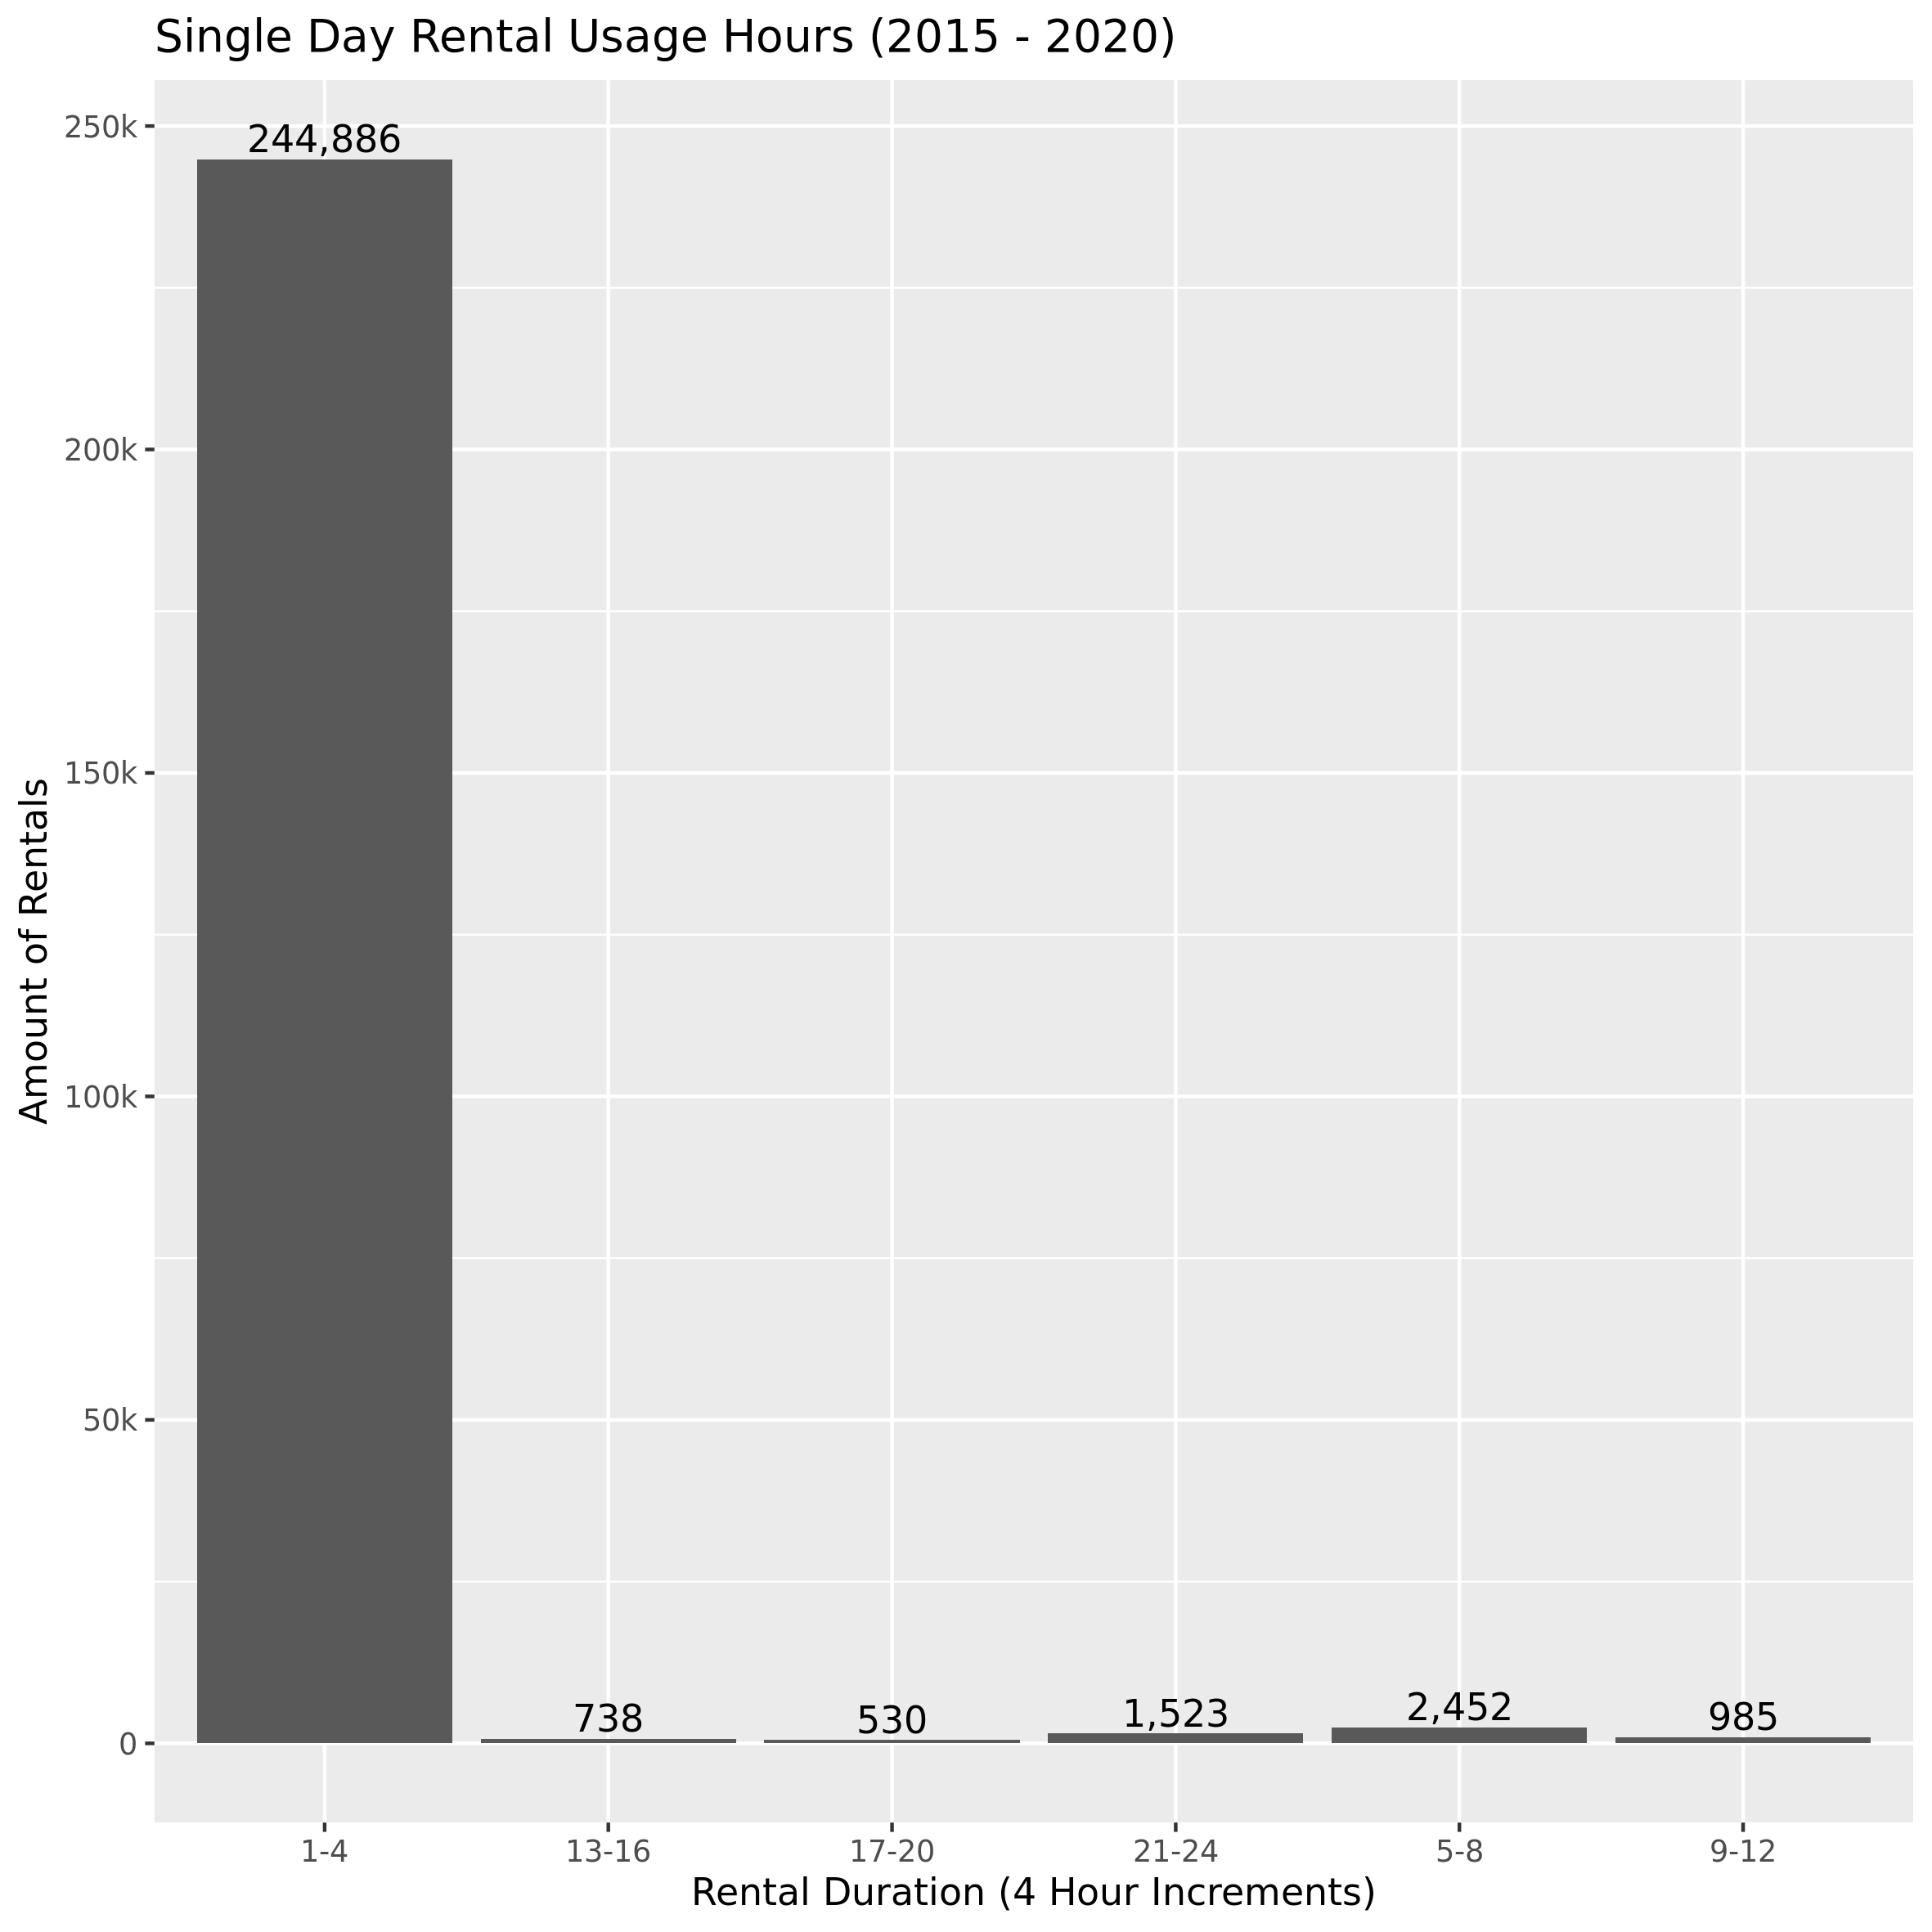 Single Day Rental Usage Hours (2015 - 2020)
Amount of Rentals
250k
200k
150k
100k
50k
0
244,886
738
530
1,523
2,452
985
1-4
13-16
17-20
21-24
5-8
9-12
Rental Duration (4 Hour Increments)